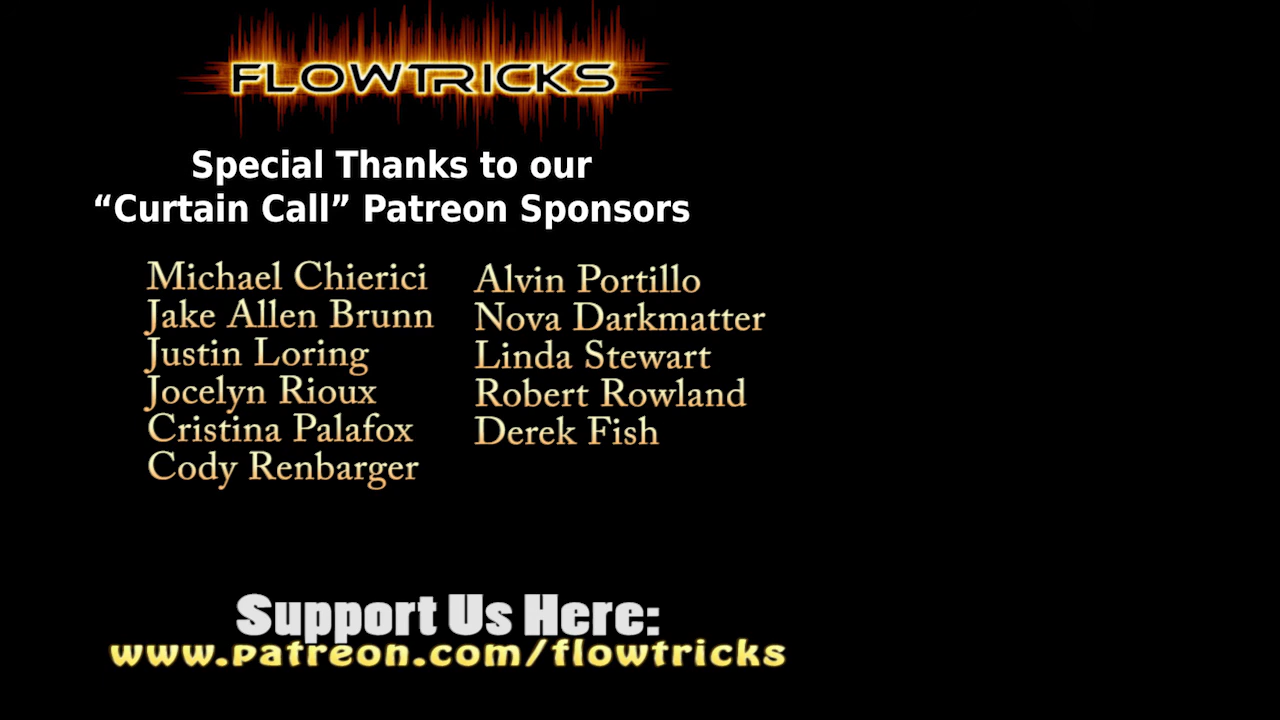 FLOWTRICKS
Special Thanks to our
“Curtain Call” Patreon Sponsors
Michael Chierici
Jake Allen Brunn
Justin Loring
Jocelyn Rioux
Cristina Palafox
Cody Renbarger
Alvin Portillo
Nova Darkmatter
Linda Stewart
Robert Rowland
Derek Fish
Support Us Here:
www.patreon.com/flowtricks